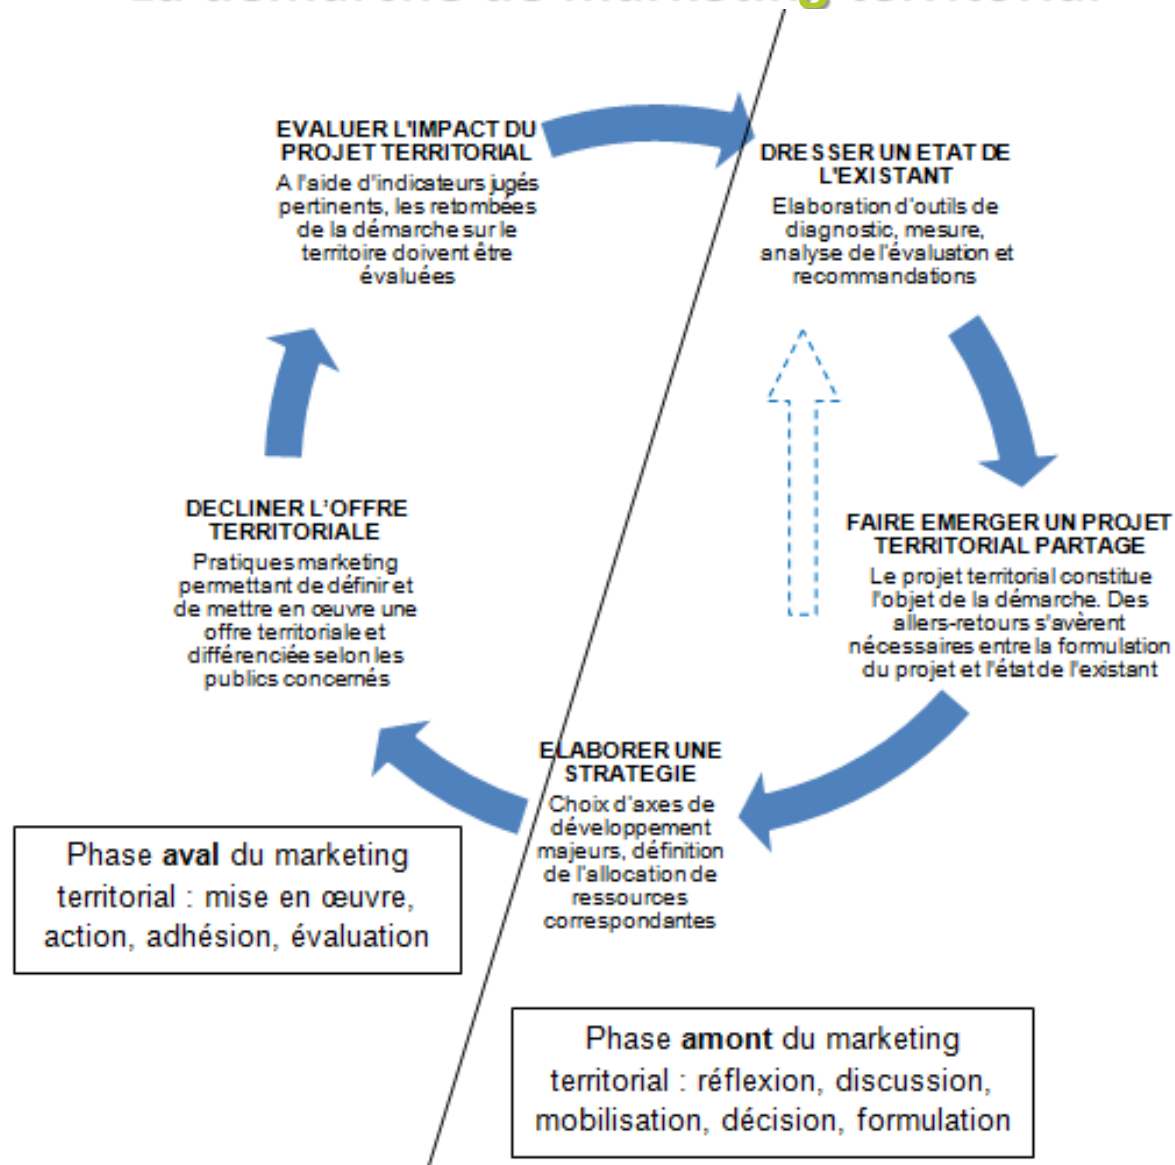 La démarche de marketing territorial
EVALUER L'IMPACT DU
PROJET TERRITORIAL
A l'aide d'indicateurs jugés
pertinents, les retombées
de la démarche sur le
territoire doivent être
évaluées
DRESSER UN ETAT DE
L'EXISTANT
Elaboration d'outils de
diagnostic, mesure,
analyse de l'évaluation et
recommandations
FAIRE EMERGER UN PROJET
TERRITORIAL PARTAGE
Le projet territorial constitue
l'objet de la démarche. Des
allers-retours s'avèrent
nécessaires entre la formulation
du projet et l'état de l'existant
ELABORER UNE
STRATEGIE
Choix d'axes de
développement
majeurs, définition
de l'allocation de
ressources
correspondantes
DECLINER L'OFFRE
TERRITORIALE
Pratiques marketing
permettant de définir et
de mettre en œuvre une
offre territoriale et
différenciée selon les
publics concernés
Phase aval du marketing
territorial : mise en œuvre,
action, adhésion, évaluation
Phase amont du marketing
territorial : réflexion, discussion,
mobilisation, décision, formulation